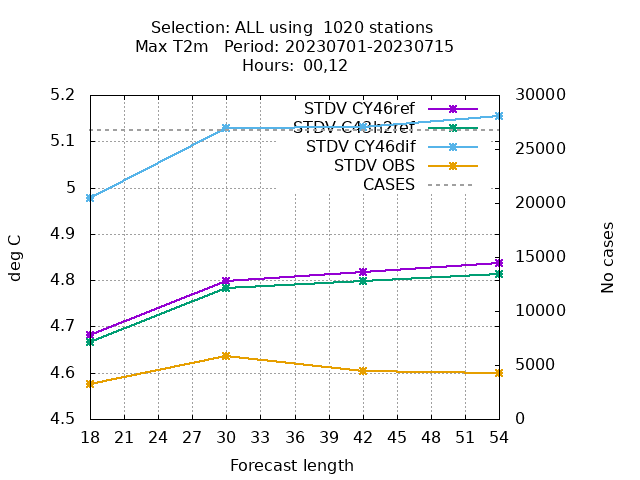 Selection: ALL using  1020 stations
Max T2m   Period: 20230701-20230715
Hours: 00,12
5.2
5.1
5
4.9
4.8
4.7
4.6
4.5
30000
25000
20000
15000
10000
5000
0
STDV CY46ref
STDV C43h2ref
STDV CY46dif
STDV OBS
CASES
deg C
No cases
18 21 24 27 30 33 36 39 42 45 48 51 54
Forecast length